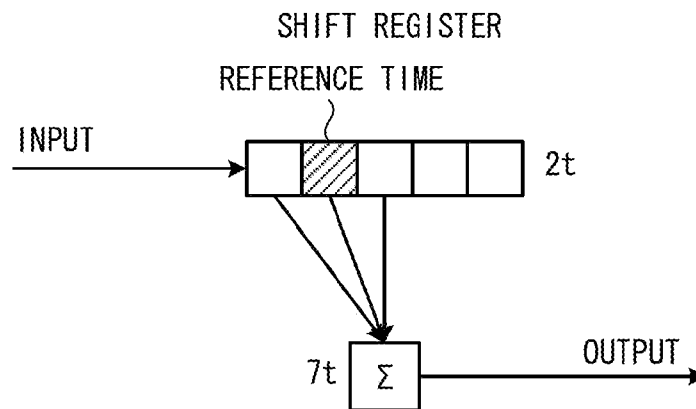 SHIFT REGISTER
REFERENCE TIME
INPUT
2t
7t
Σ
OUTPUT